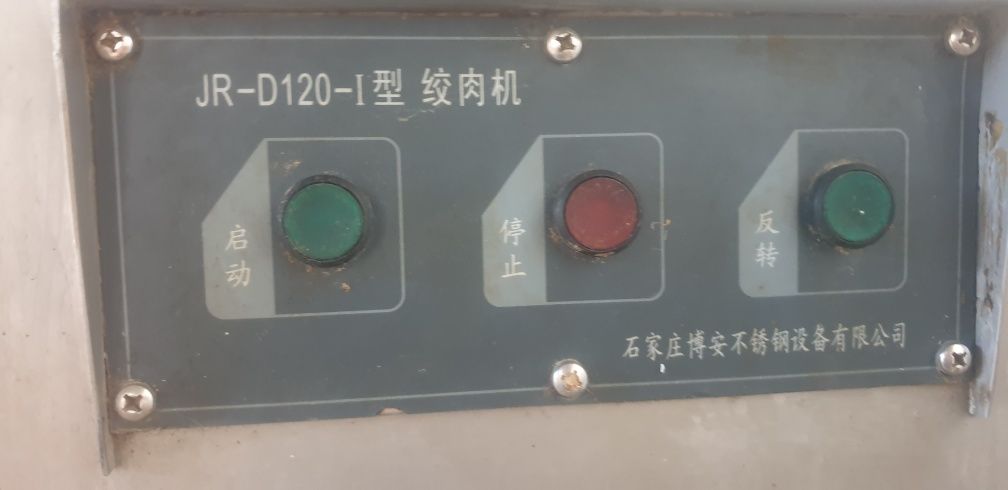 JR-D120-I型 绞肉机
启动
停止
反转
石家庄博安不锈钢设备有限公司